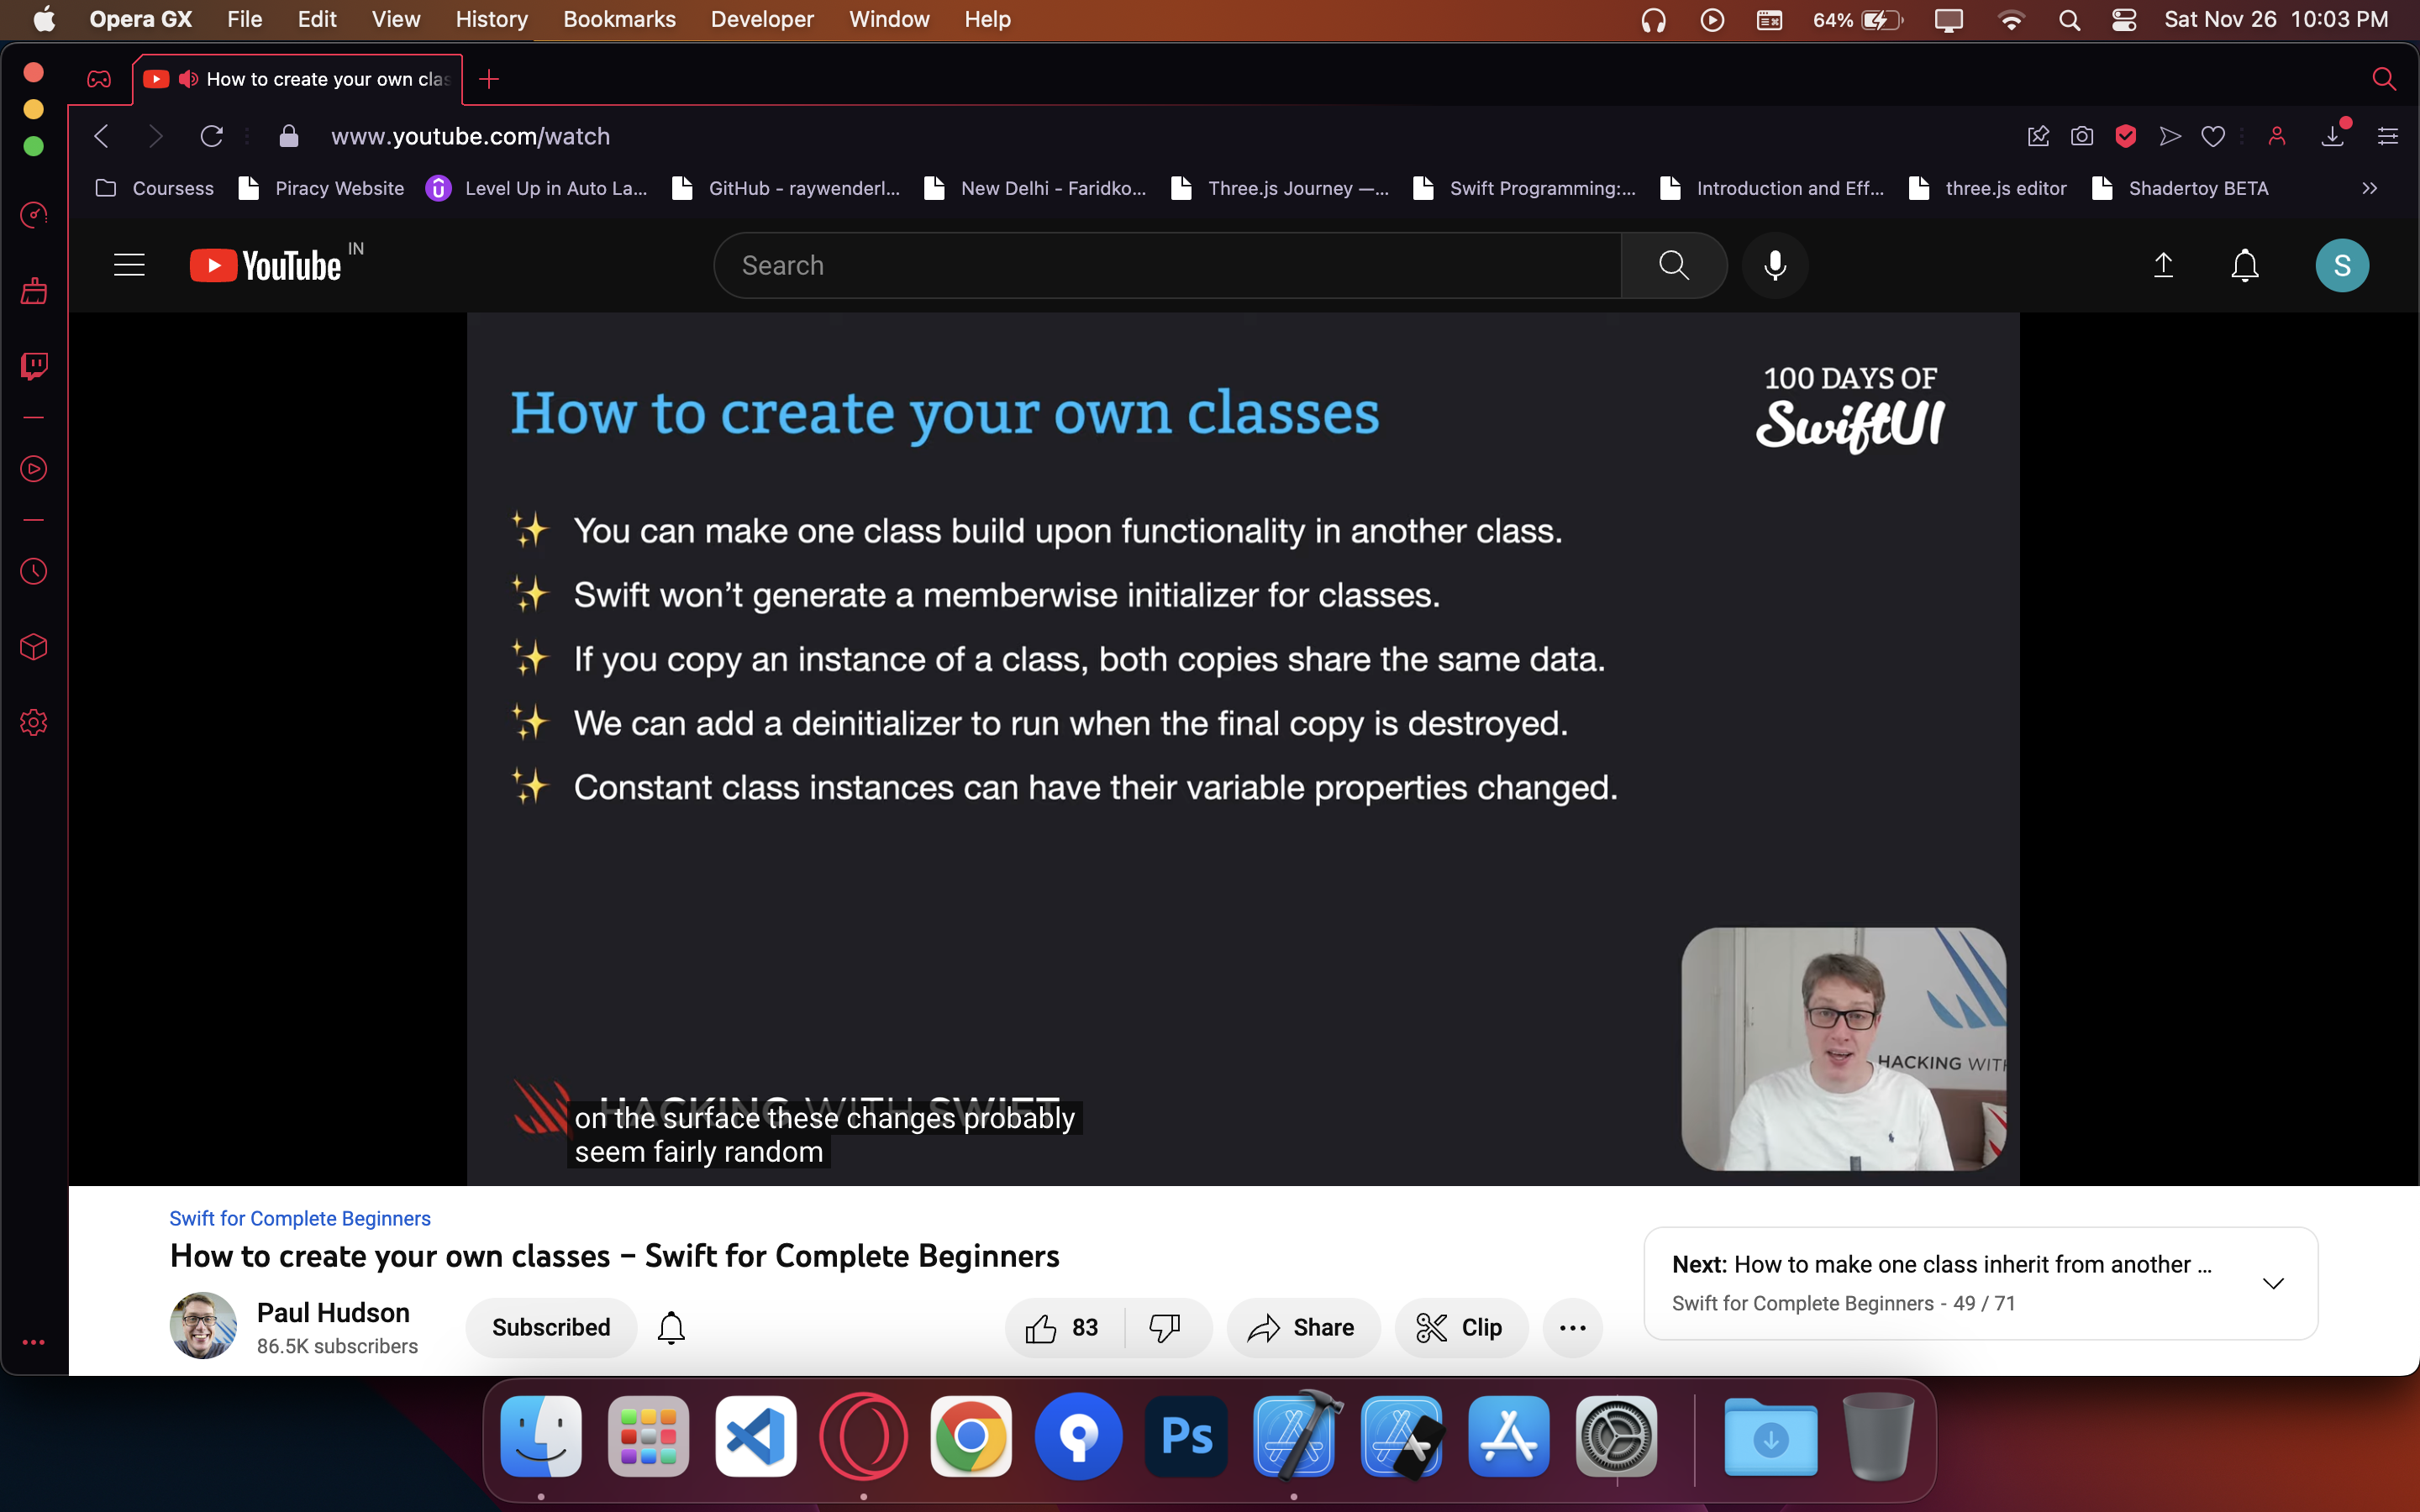 Opera GX File Edit View History Bookmarks Developer Window Help 64% Sat Nov 26 10:03 PM
How to create your own clas
www.youtube.com/watch
Coursess Piracy Website Level Up in Auto La... GitHub - raywenderl... New Delhi - Faridko... Three.js Journey —... Swift Programming:... Introduction and Eff... three.js editor Shadertoy BETA
YouTube IN Search S
100 DAYS OF
SwiftUI
How to create your own classes
You can make one class build upon functionality in another class.
Swift won’t generate a memberwise initializer for classes.
If you copy an instance of a class, both copies share the same data.
We can add a deinitializer to run when the final copy is destroyed.
Constant class instances can have their variable properties changed.
HACKING WITH
HACKING WITH SWIFT
on the surface these changes probably
seem fairly random
Swift for Complete Beginners
How to create your own classes – Swift for Complete Beginners
Paul Hudson
86.5K subscribers
Subscribed
83
Share
Clip
Next: How to make one class inherit from another ...
Swift for Complete Beginners - 49 / 71
Ps